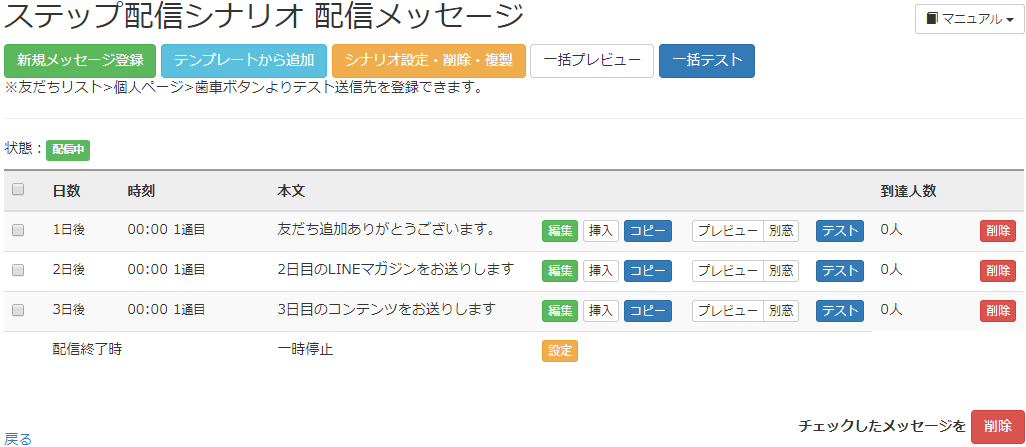 ステップ配信シナリオ 配信メッセージ
マニュアル
新規メッセージ登録 テンプレートから追加 シナリオ設定・削除・複製 一括プレビュー 一括テスト
※友だちリスト>個人ページ>歯車ボタンよりテスト送信先を登録できます。
状態：配信中
日数 時刻 本文 到達人数
1日後 00:00 1通目 友だち追加ありがとうございます。 編集 挿入 コピー プレビュー 別窓 テスト 0人 削除
2日後 00:00 1通目 2日目のLINEマガジンをお送りします 編集 挿入 コピー プレビュー 別窓 テスト 0人 削除
3日後 00:00 1通目 3日目のコンテンツをお送りします 編集 挿入 コピー プレビュー 別窓 テスト 0人 削除
配信終了時 一時停止 設定
チェックしたメッセージを 削除
戻る